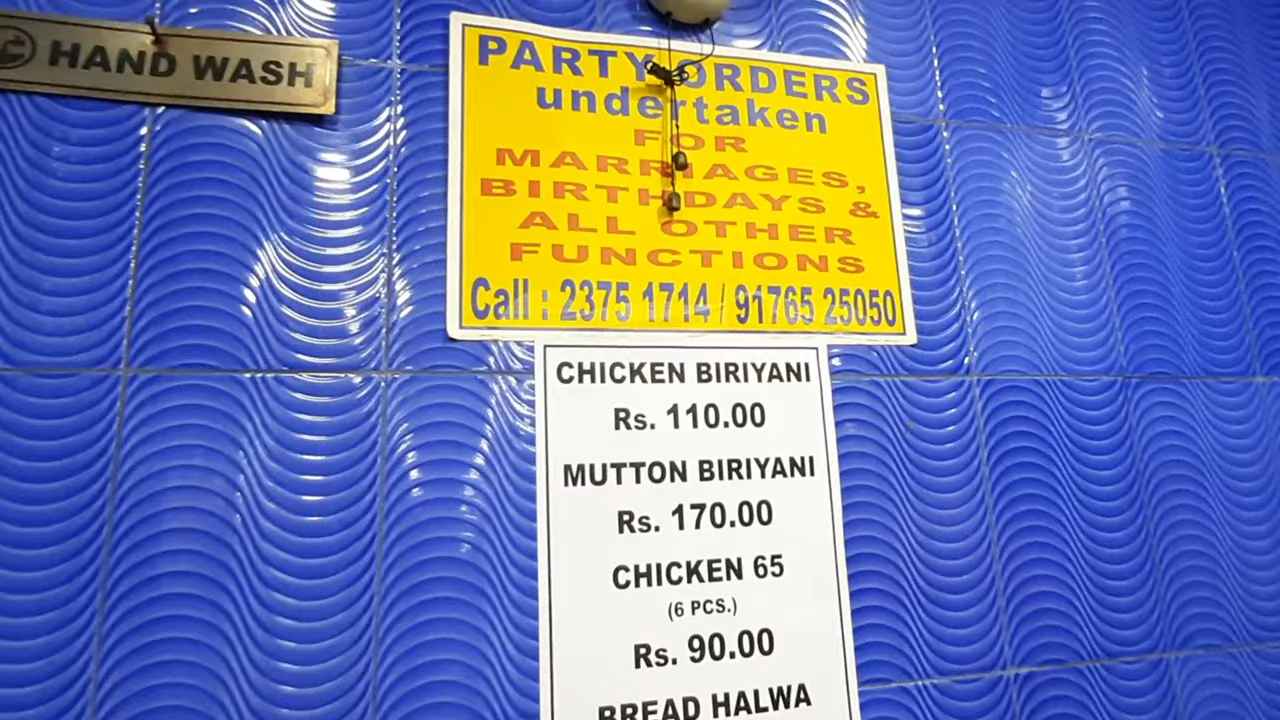 HAND WASH
PARTY ORDERS
undertaken
FOR
MARRIAGES,
BIRTHDAYS &
ALL OTHER
FUNCTIONS
Call : 2375 1714 / 91765 25050
CHICKEN BIRIYANI
Rs. 110.00
MUTTON BIRIYANI
Rs. 170.00
CHICKEN 65
(6 PCS.)
Rs. 90.00
BREAD HALWA